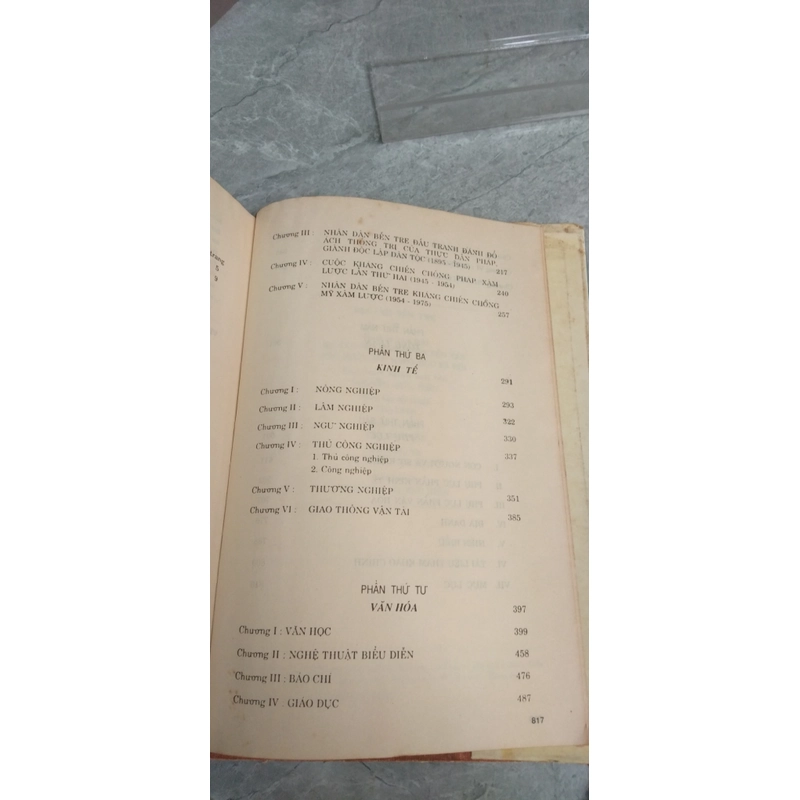 trang
5
9
Chương III : NHÂN DÂN BẾN TRE ĐẤU TRANH ĐÁNH ĐỔ
ÁCH THỐNG TRỊ CỦA THỰC DÂN PHÁP,
GIÀNH ĐỘC LẬP DÂN TỘC (1895 - 1945) 217
Chương IV : CUỘC KHÁNG CHIẾN CHỐNG PHÁP XÂM
LƯỢC LẦN THỨ HAI (1945 - 1954) 240
Chương V : NHÂN DÂN BẾN TRE KHÁNG CHIẾN CHỐNG
MỸ XÂM LƯỢC (1954 - 1975) 257
PHẦN THỨ BA
KINH TẾ 291
Chương I : NÔNG NGHIỆP 293
Chương II : LÂM NGHIỆP 322
Chương III : NGƯ NGHIỆP 330
Chương IV : THỦ CÔNG NGHIỆP 337
1. Thủ công nghiệp
2. Công nghiệp
Chương V : THƯƠNG NGHIỆP 351
Chương VI : GIAO THÔNG VẬN TẢI 385
PHẦN THỨ TƯ
VĂN HÓA 397
Chương I : VĂN HỌC 399
Chương II : NGHỆ THUẬT BIỂU DIỄN 458
Chương III : BÁO CHÍ 476
Chương IV : GIÁO DỤC 487
817